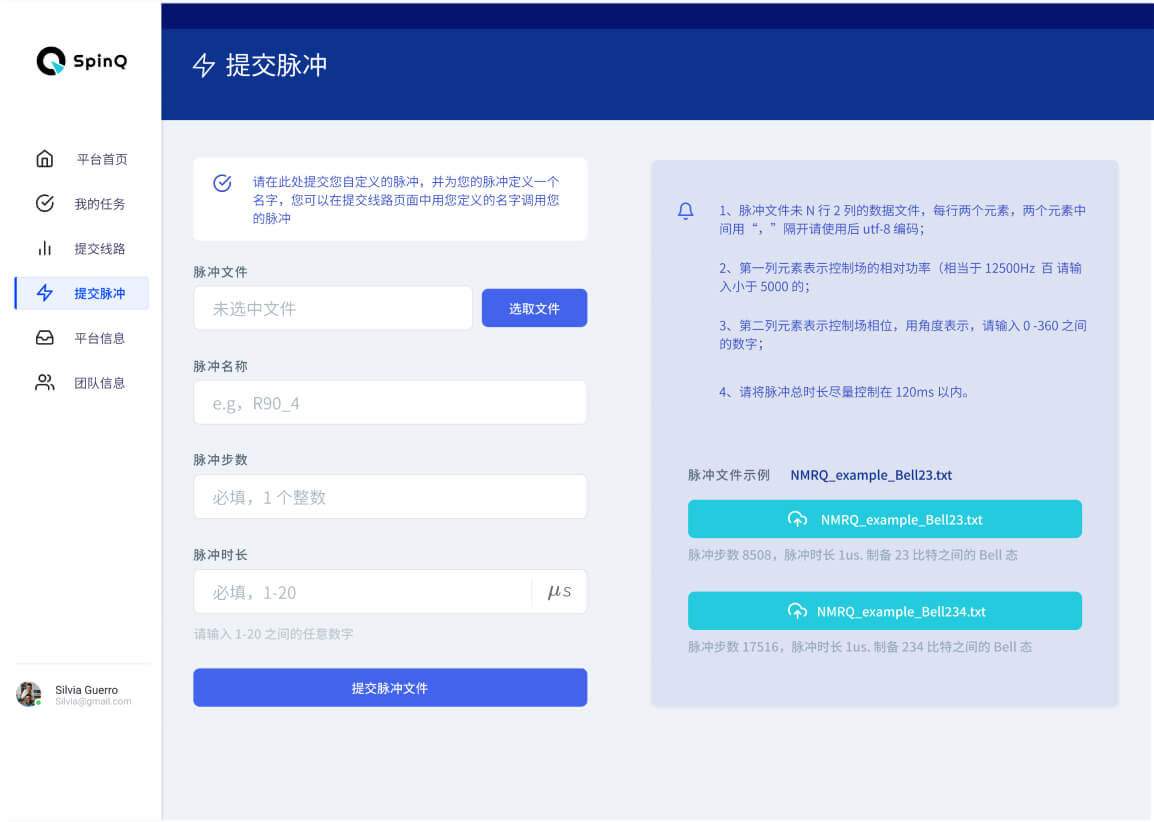 SpinQ
提交脉冲
平台首页
我的任务
提交线路
提交脉冲
平台信息
团队信息
Silvia Guerro
Silvia@gmail.com
请在此处提交您自定义的脉冲，并为您的脉冲定义一个
名字，您可以在提交线路页面中用您定义的名字调用您
的脉冲
脉冲文件
未选中文件
选取文件
脉冲名称
e.g，R90_4
脉冲步数
必填，1 个整数
脉冲时长
必填，1-20
μs
请输入 1-20 之间的任意数字
提交脉冲文件
1、脉冲文件未 N 行 2 列的数据文件，每行两个元素，两个元素中
间用“，”隔开请使用后 utf-8 编码；
2、第一列元素表示控制场的相对功率（相当于 12500Hz 百 请输
入小于 5000 的；
3、第二列元素表示控制场相位，用角度表示，请输入 0 -360 之间
的数字；
4、请将脉冲总时长尽量控制在 120ms 以内。
脉冲文件示例 NMRQ_example_Bell23.txt
NMRQ_example_Bell23.txt
脉冲步数 8508，脉冲时长 1us. 制备 23 比特之间的 Bell 态
NMRQ_example_Bell234.txt
脉冲步数 17516，脉冲时长 1us. 制备 234 比特之间的 Bell 态